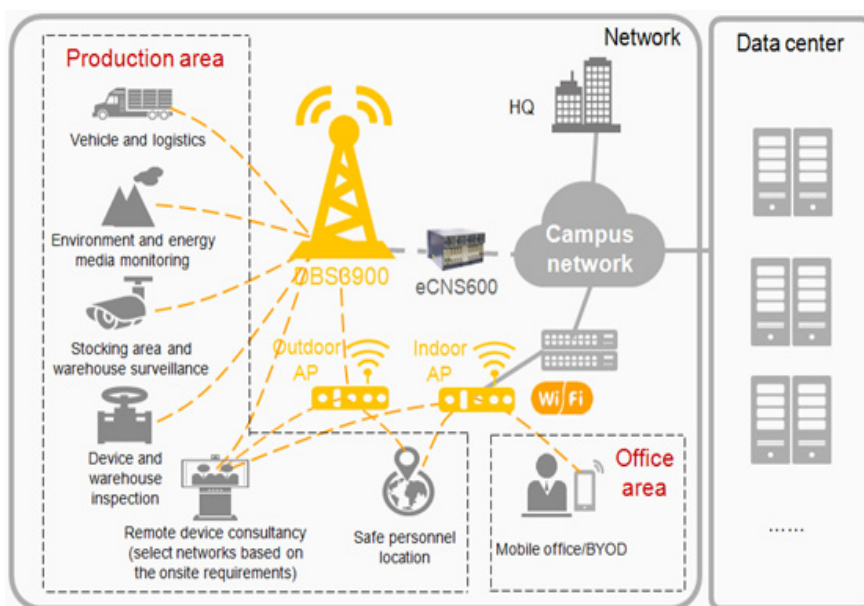 Network
Data center
Production area
HQ
Vehicle and logistics
Environment and energy
media monitoring
Campus
network
DBS3900
eCNS600
Stocking area and
warehouse surveillance
Outdoor
AP
Indoor
AP
Wi Fi
Device and
warehouse
inspection
Office
area
Remote device consultancy
(select networks based on
the onsite requirements)
Safe personnel
location
Mobile office/BYOD
......